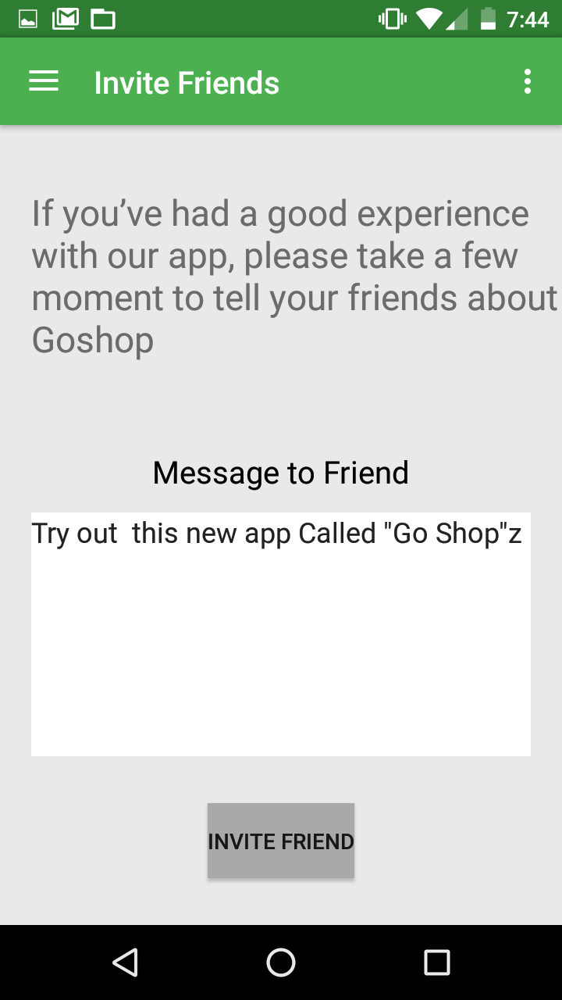 7:44
Invite Friends
If you’ve had a good experience
with our app, please take a few
moment to tell your friends about
Goshop
Message to Friend
Try out  this new app Called "Go Shop"z
INVITE FRIEND